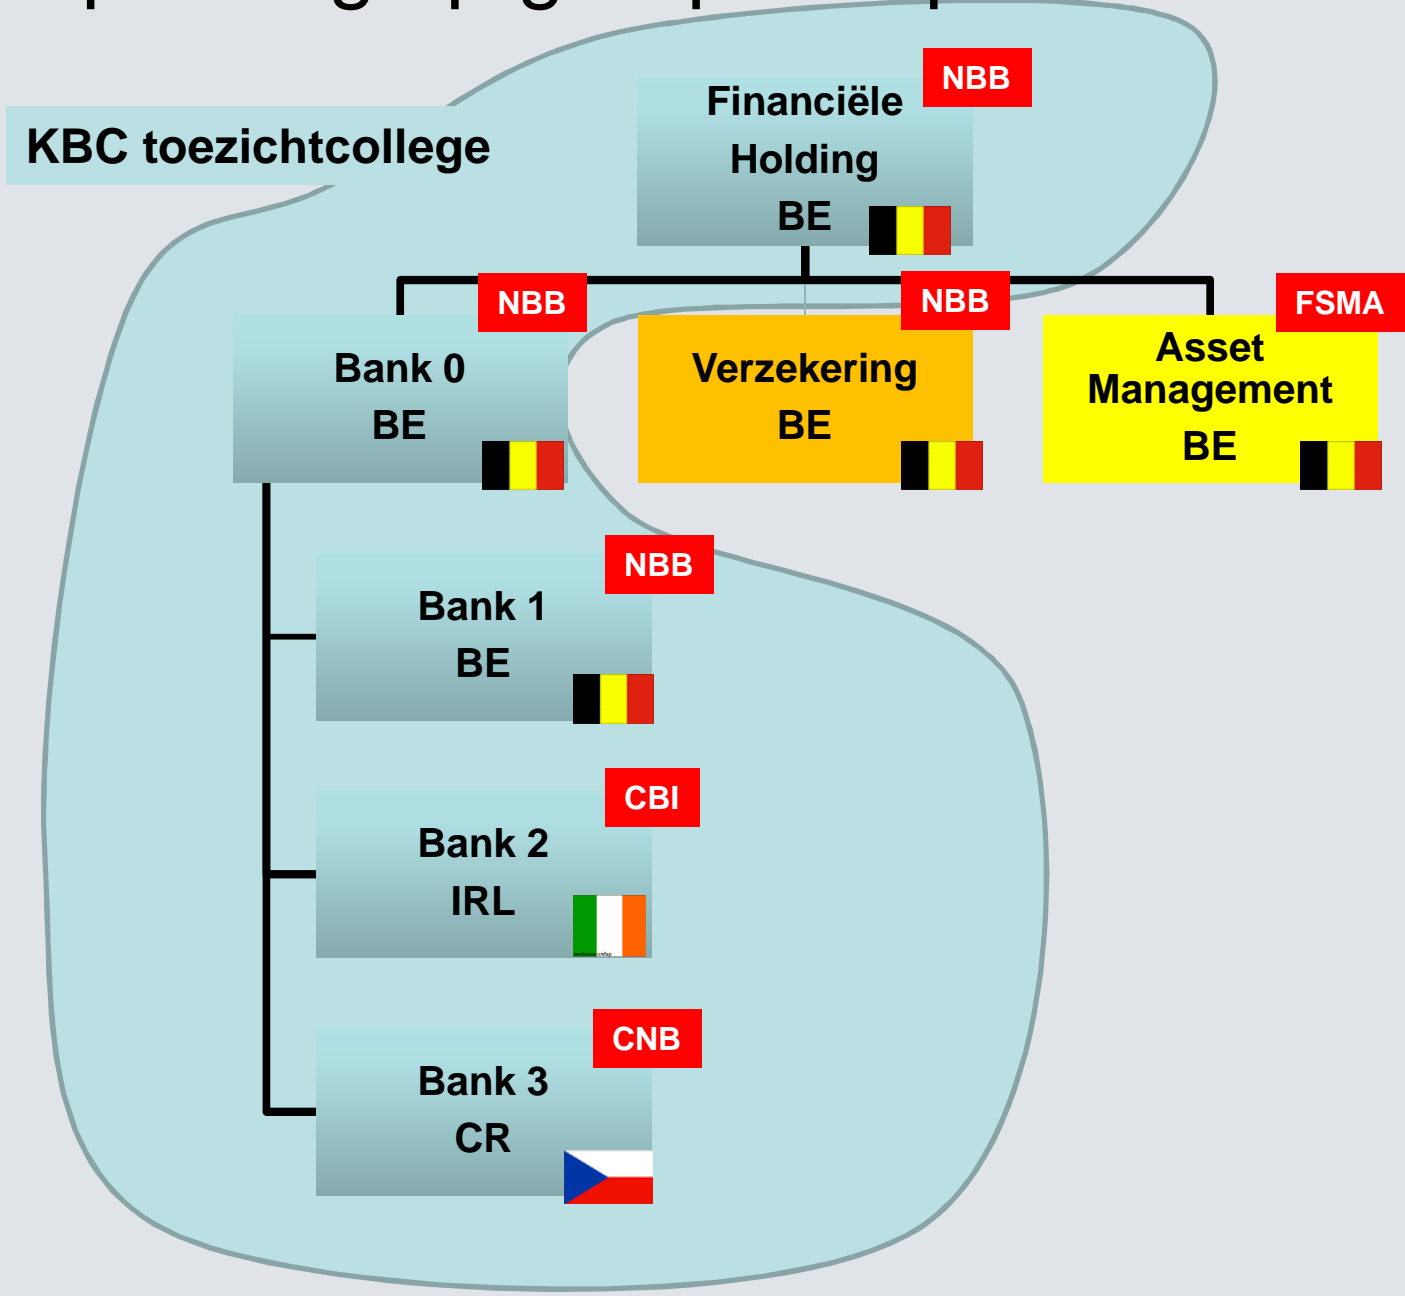 KBC toezichtcollege
NBB
Financiële
Holding
BE
NBB
Bank 0
BE
NBB
Verzekering
BE
FSMA
Asset
Management
BE
NBB
Bank 1
BE
CBI
Bank 2
IRL
CNB
Bank 3
CR